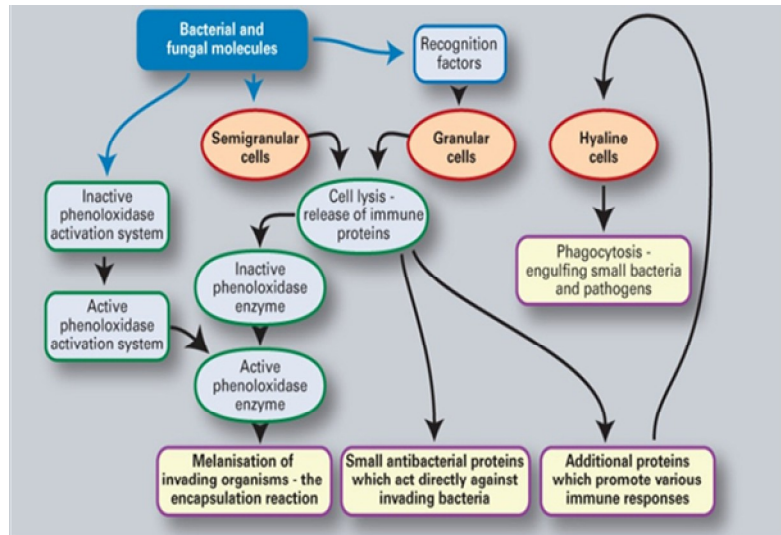 Bacterial and
fungal molecules
Recognition
factors
Semigranular
cells
Granular
cells
Hyaline
cells
Inactive
phenoloxidase
activation system
Cell lysis -
release of immune
proteins
Phagocytosis -
engulfing small bacteria
and pathogens
Inactive
phenoloxidase
enzyme
Active
phenoloxidase
activation system
Active
phenoloxidase
enzyme
Melanisation of
invading organisms - the
encapsulation reaction
Small antibacterial proteins
which act directly against
invading bacteria
Additional proteins
which promote various
immune responses